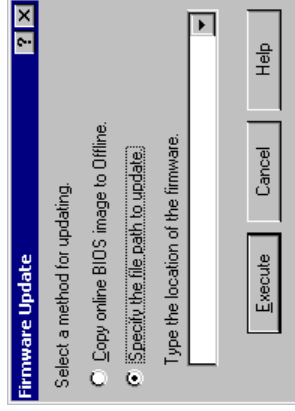 Firmware Update
Select a method for updating.
Copy online BIOS image to Offline.
Specify the file path to update.
Type the location of the firmware.
Execute
Cancel
Help